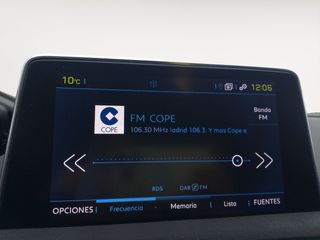 10°C
12:06
COPE
FM COPE
Banda
FM
106.30 MHz ladrid 106.3. Y mas Cope e
RDS
DAB FM
OPCIONES
Frecuencia
Memoria
Lista
FUENTES